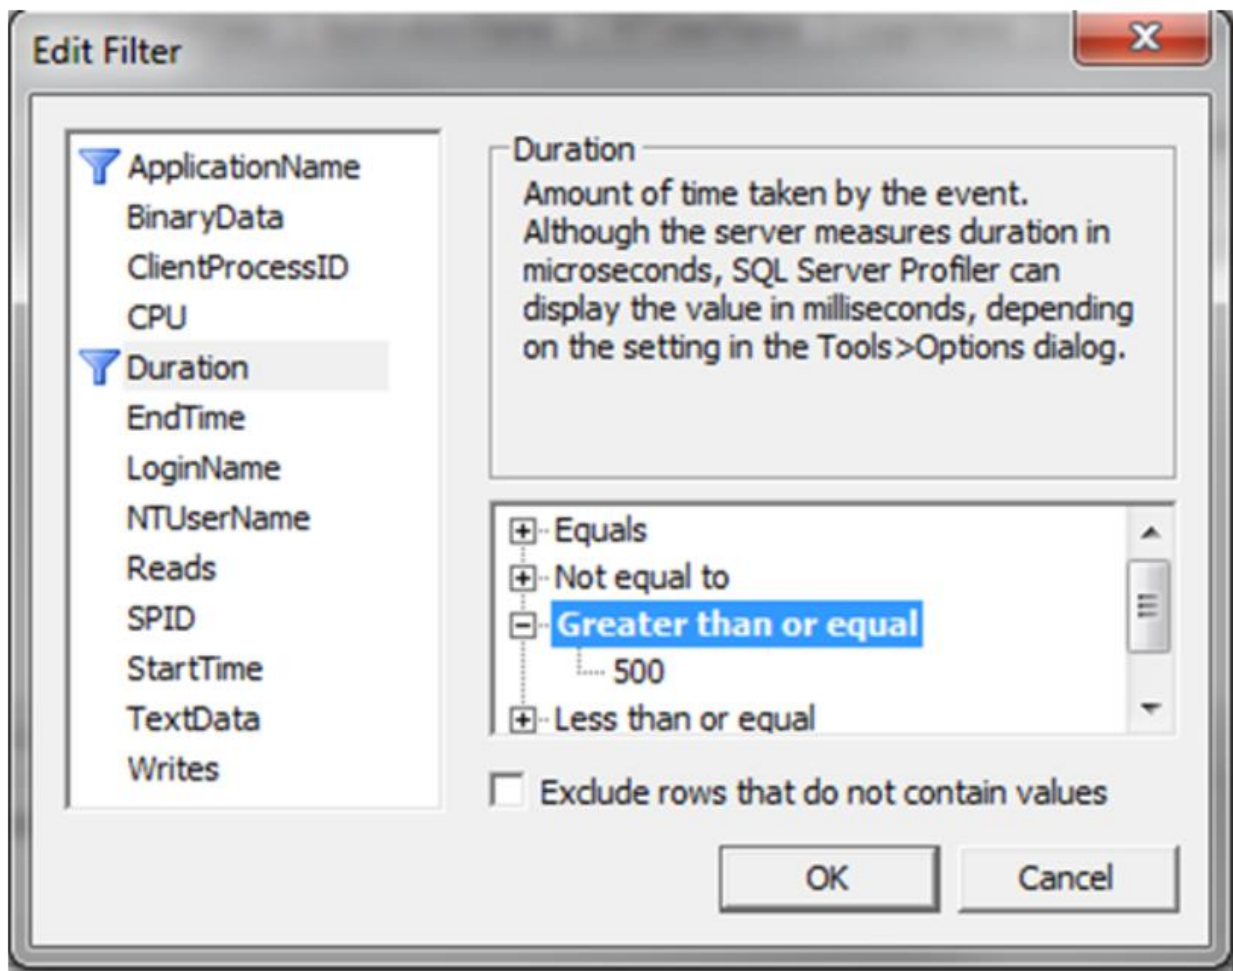 Edit Filter
ApplicationName
BinaryData
ClientProcessID
CPU
Duration
EndTime
LoginName
NTUserName
Reads
SPID
StartTime
TextData
Writes
Duration
Amount of time taken by the event.
Although the server measures duration in
microseconds, SQL Server Profiler can
display the value in milliseconds, depending
on the setting in the Tools>Options dialog.
Equals
Not equal to
Greater than or equal
500
Less than or equal
Exclude rows that do not contain values
OK
Cancel